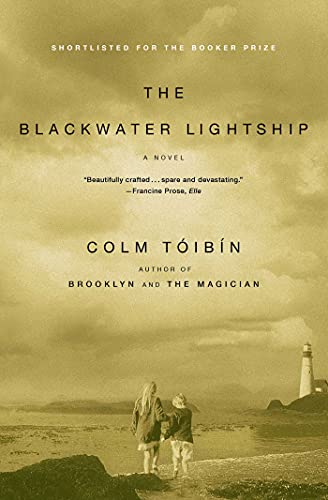 SHORTLISTED FOR THE BOOKER PRIZE
THE
BLACKWATER LIGHTSHIP
A NOVEL
“Beautifully crafted . . . spare and devastating.”
—Francine Prose, Elle
COLM TÓIBÍN
AUTHOR OF
BROOKLYN AND THE MAGICIAN